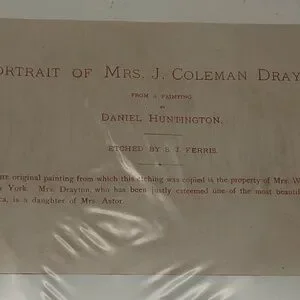 ORTRAIT OF MRS. J. COLEMAN DRAY
FROM A PAINTING
BY
DANIEL HUNTINGTON.
ETCHED BY S. J. FERRIS.
original painting from which this etching was copied is the property of Mrs. W
York. Mrs. Drayton, who has been justly esteemed one of the most beautif
ca, is a daughter of Mrs. Astor.